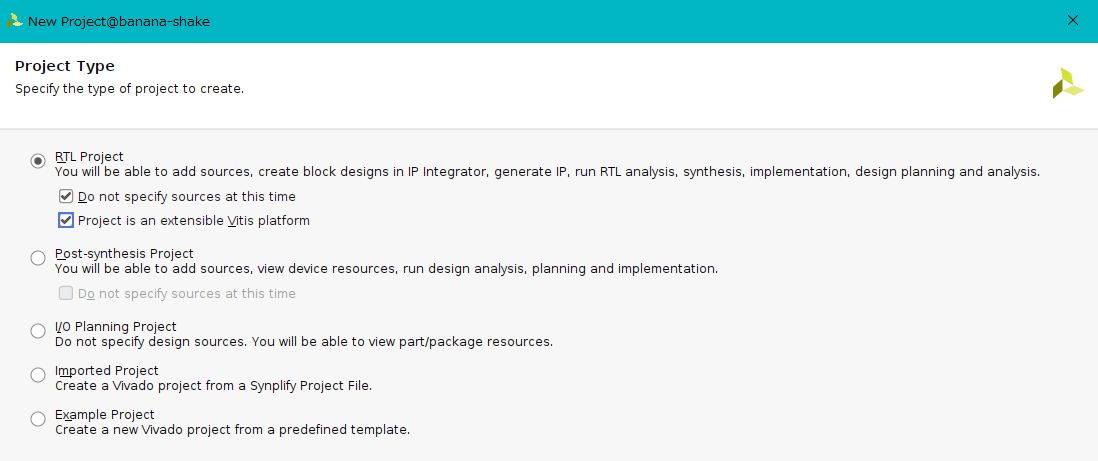 New Project@banana-shake
Project Type
Specify the type of project to create.
RTL Project
You will be able to add sources, create block designs in IP Integrator, generate IP, run RTL analysis, synthesis, implementation, design planning and analysis.
Do not specify sources at this time
Project is an extensible Vitis platform
Post-synthesis Project
You will be able to add sources, view device resources, run design analysis, planning and implementation.
Do not specify sources at this time
I/O Planning Project
Do not specify design sources. You will be able to view part/package resources.
Imported Project
Create a Vivado project from a Synplify Project File.
Example Project
Create a new Vivado project from a predefined template.